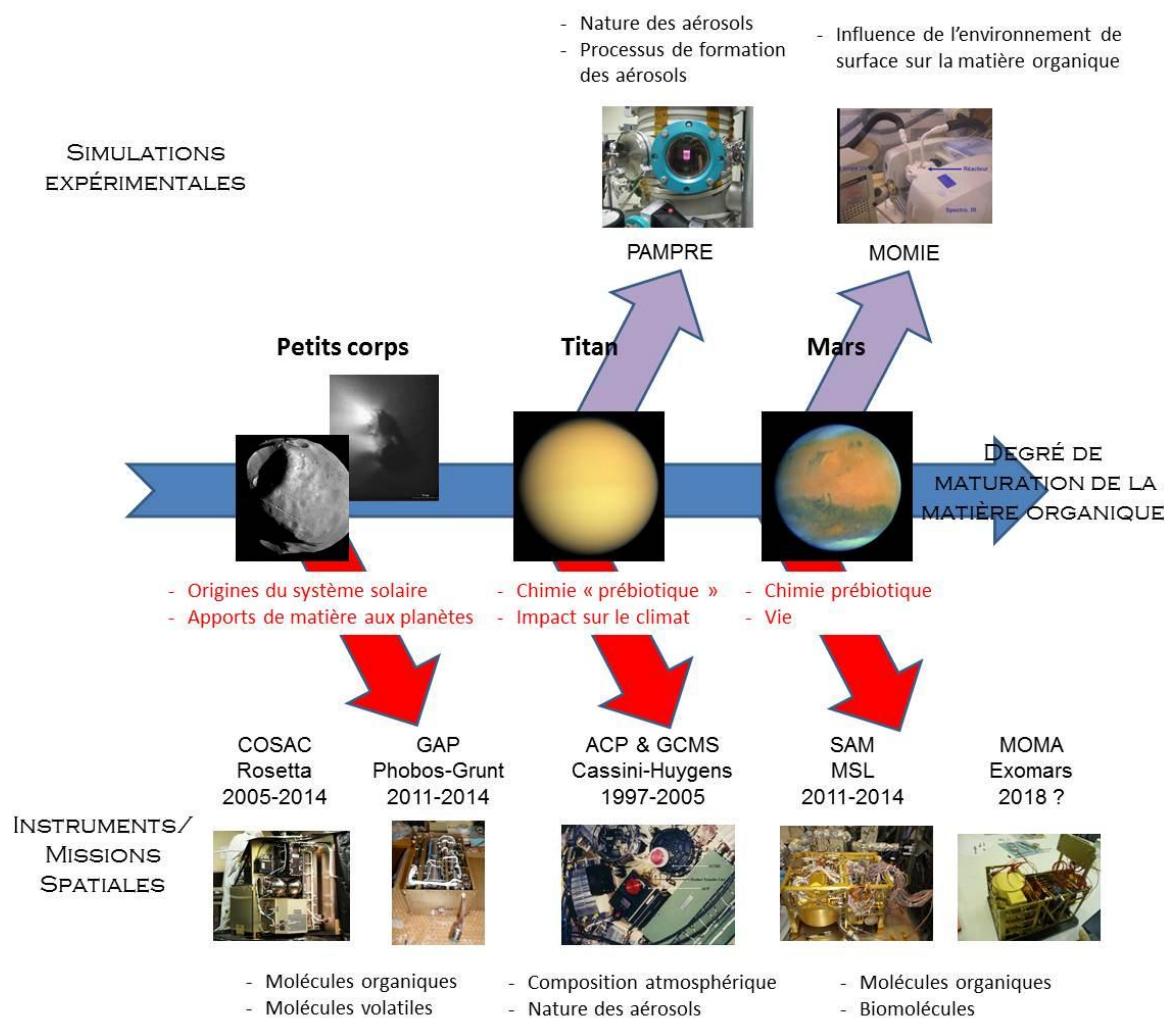 - Nature des aérosols
- Processus de formation
des aérosols
- Influence de l'environnement de
surface sur la matière organique
SIMULATIONS
EXPÉRIMENTALES
Réacteur
Spectro. IR
PAMPRE
MOMIE
Petits corps
Titan
Mars
DEGRÉ DE
MATURATION DE LA
MATIÈRE ORGANIQUE
- Origines du système solaire
- Apports de matière aux planètes
- Chimie « prébiotique »
- Impact sur le climat
- Chimie prébiotique
- Vie
COSAC
Rosetta
2005-2014
GAP
Phobos-Grunt
2011-2014
ACP & GCMS
Cassini-Huygens
1997-2005
SAM
MSL
2011-2014
MOMA
Exomars
2018 ?
INSTRUMENTS/
MISSIONS
SPATIALES
- Molécules organiques
- Molécules volatiles
- Composition atmosphérique
- Nature des aérosols
- Molécules organiques
- Biomolécules